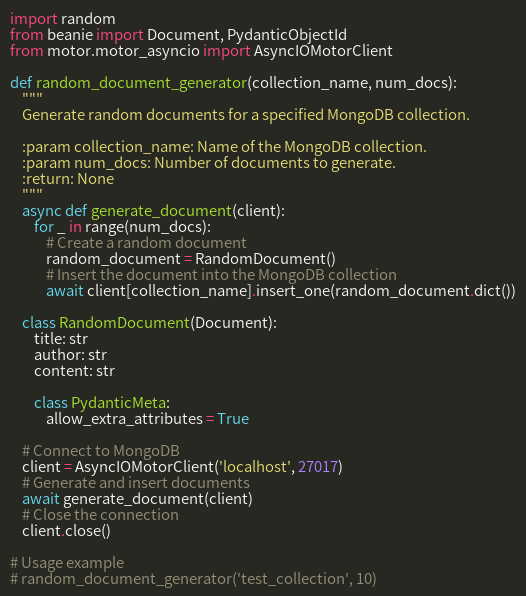 import random
from beanie import Document, PydanticObjectId
from motor.motor_asyncio import AsyncIOMotorClient

def random_document_generator(collection_name, num_docs):
    """
    Generate random documents for a specified MongoDB collection.

    :param collection_name: Name of the MongoDB collection.
    :param num_docs: Number of documents to generate.
    :return: None
    """
    async def generate_document(client):
        for _ in range(num_docs):
            # Create a random document
            random_document = RandomDocument()
            # Insert the document into the MongoDB collection
            await client[collection_name].insert_one(random_document.dict())

    class RandomDocument(Document):
        title: str
        author: str
        content: str

        class PydanticMeta:
            allow_extra_attributes = True

    # Connect to MongoDB
    client = AsyncIOMotorClient('localhost', 27017)
    # Generate and insert documents
    await generate_document(client)
    # Close the connection
    client.close()

# Usage example
# random_document_generator('test_collection', 10)